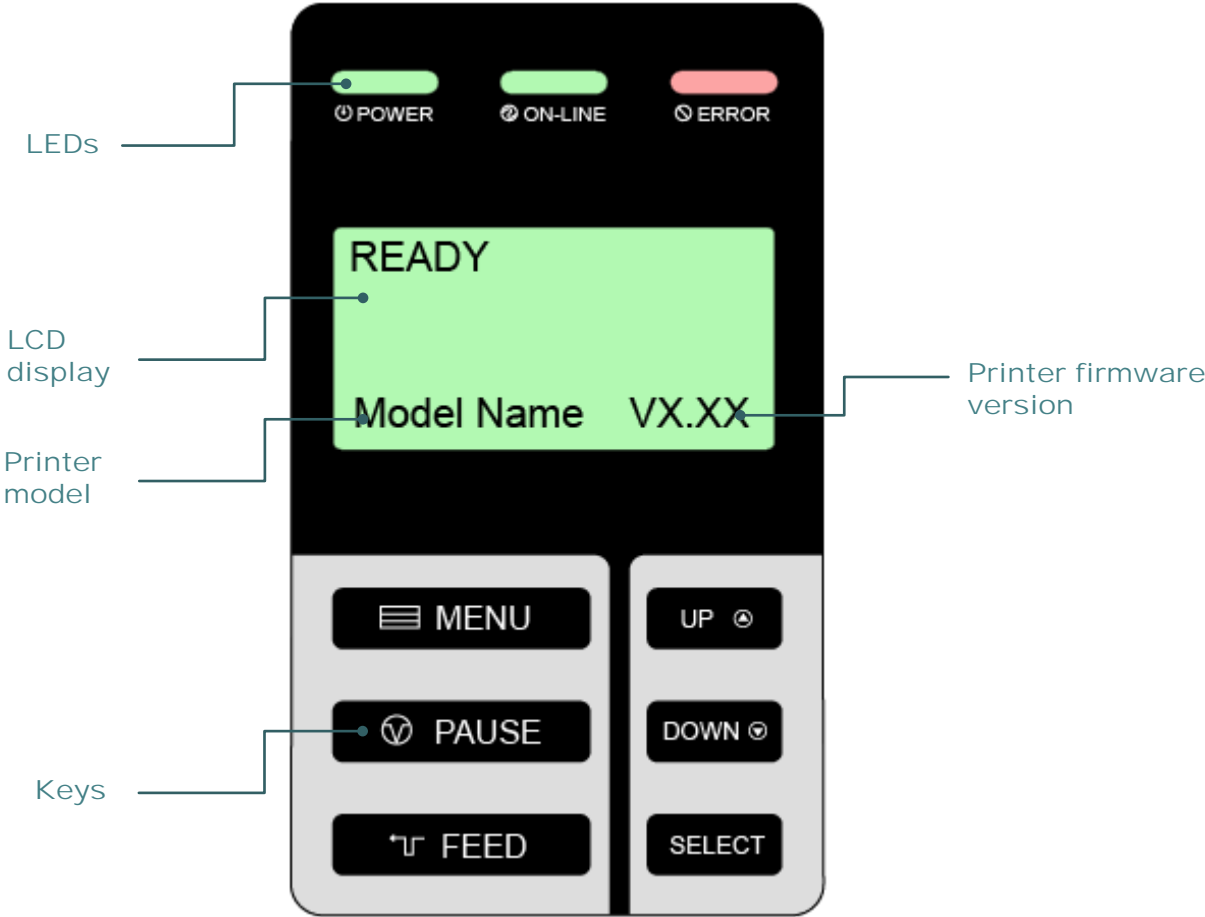 POWER
ON-LINE
ERROR
LEDs
READY
LCD
display
Model Name VX.XX
Printer firmware
version
Printer
model
MENU
UP
PAUSE
DOWN
Keys
FEED
SELECT